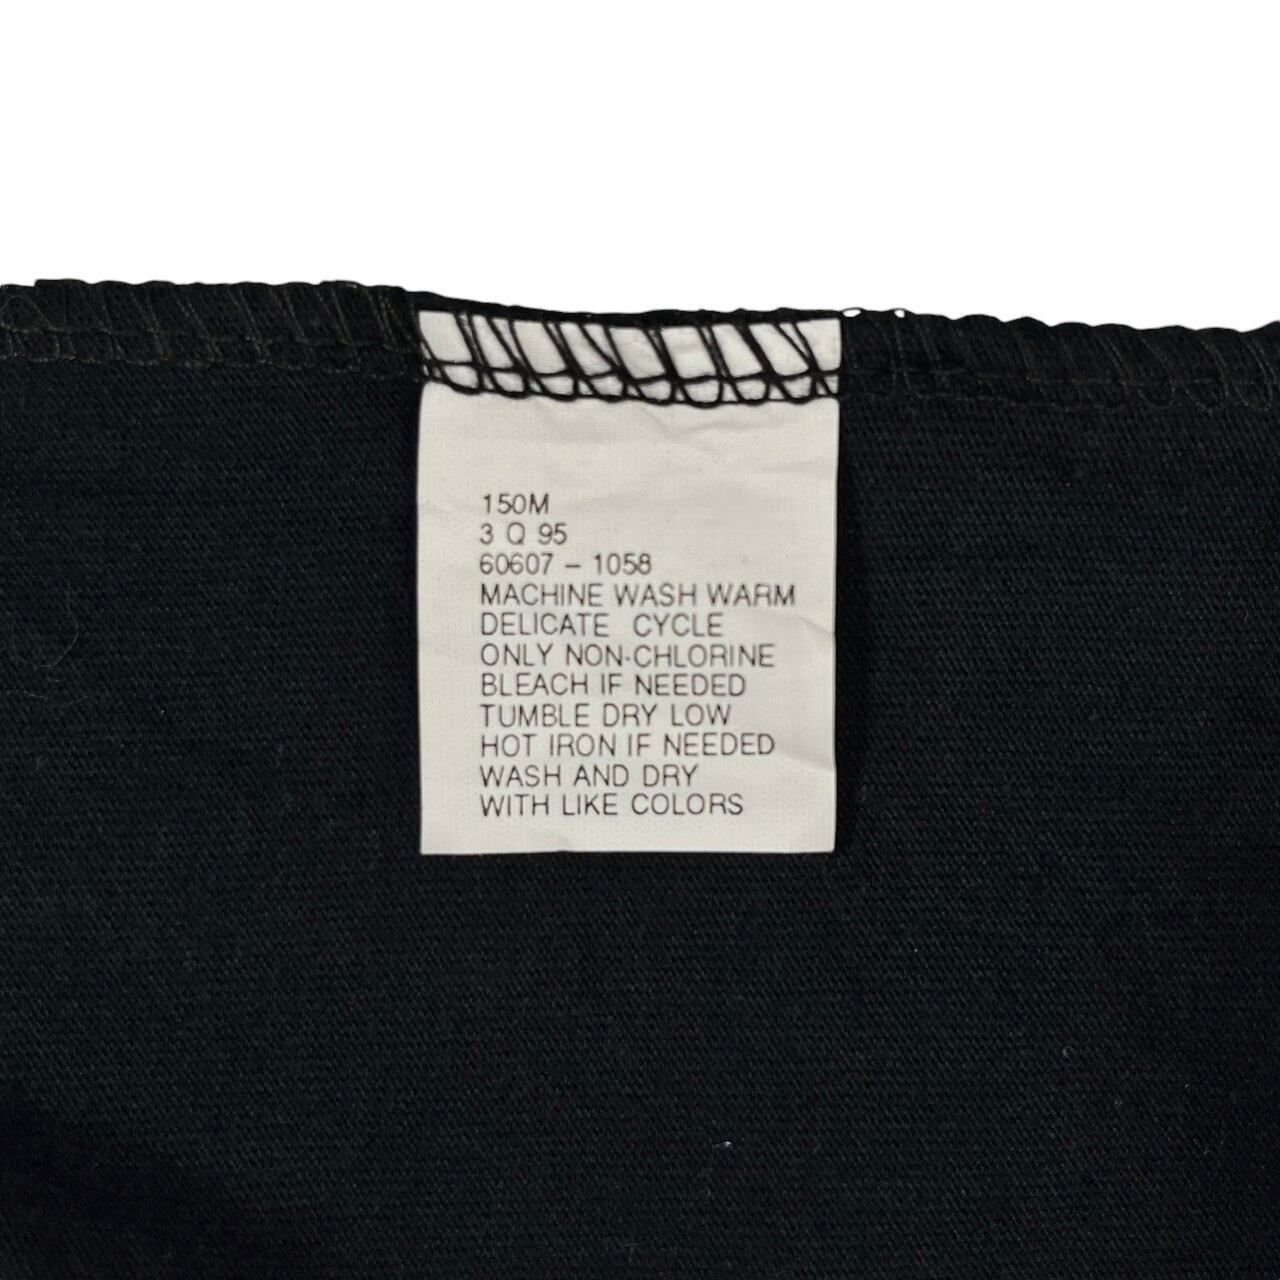 150M
3 Q 95
60607 - 1058
MACHINE WASH WARM
DELICATE CYCLE
ONLY NON-CHLORINE
BLEACH IF NEEDED
TUMBLE DRY LOW
HOT IRON IF NEEDED
WASH AND DRY
WITH LIKE COLORS